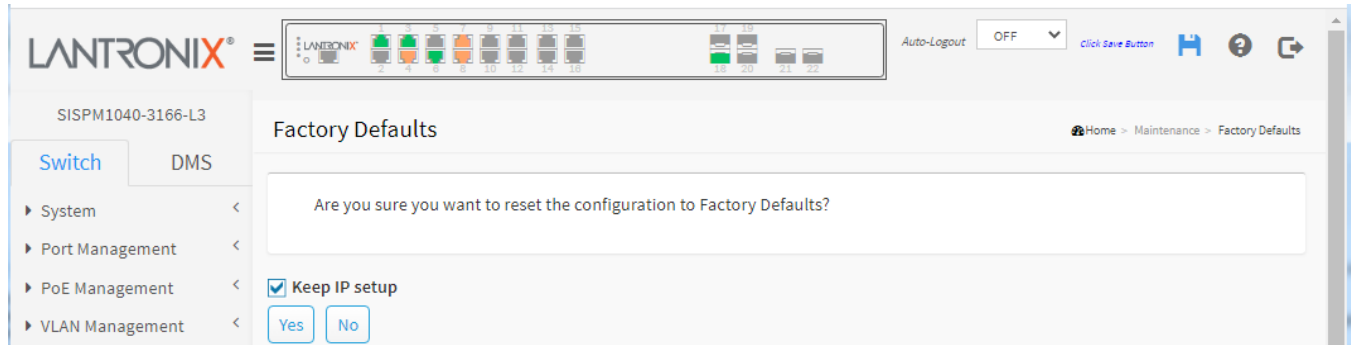 LANTRONIX®
LANTRONIX
1 3 5 7 9 11 13 15
2 4 6 8 10 12 14 16
17 19
18 20 21 22
Auto-Logout OFF Click Save Button
SISPM1040-3166-L3
Switch DMS
System
Port Management
PoE Management
VLAN Management
Factory Defaults
Home > Maintenance > Factory Defaults
Are you sure you want to reset the configuration to Factory Defaults?
Keep IP setup
Yes No